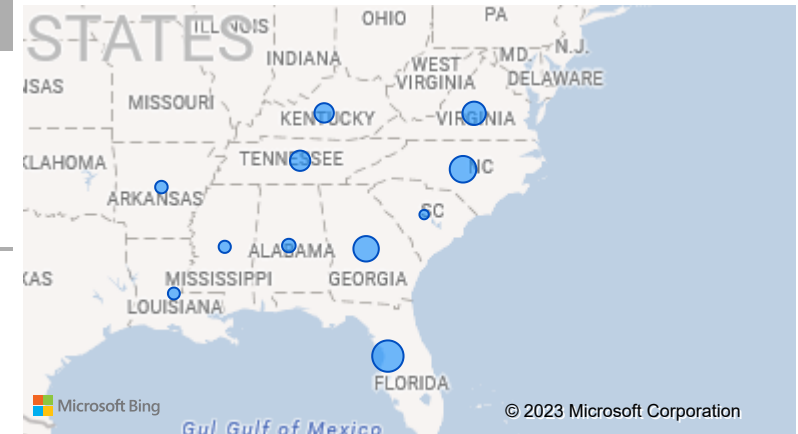 OHIO
PA
ILLINOIS
STATES
N.J.
INDIANA
MD.
WEST
VIRGINIA
DELAWARE
NSAS
MISSOURI
KENTUCKY
VIRGINIA
KLAHOMA
TENNESSEE
NC
ARKANSAS
SC
ALABAMA
XAS
MISSISSIPPI
GEORGIA
LOUISIANA
FLORIDA
Microsoft Bing
© 2023 Microsoft Corporation
Gulf of Mexico